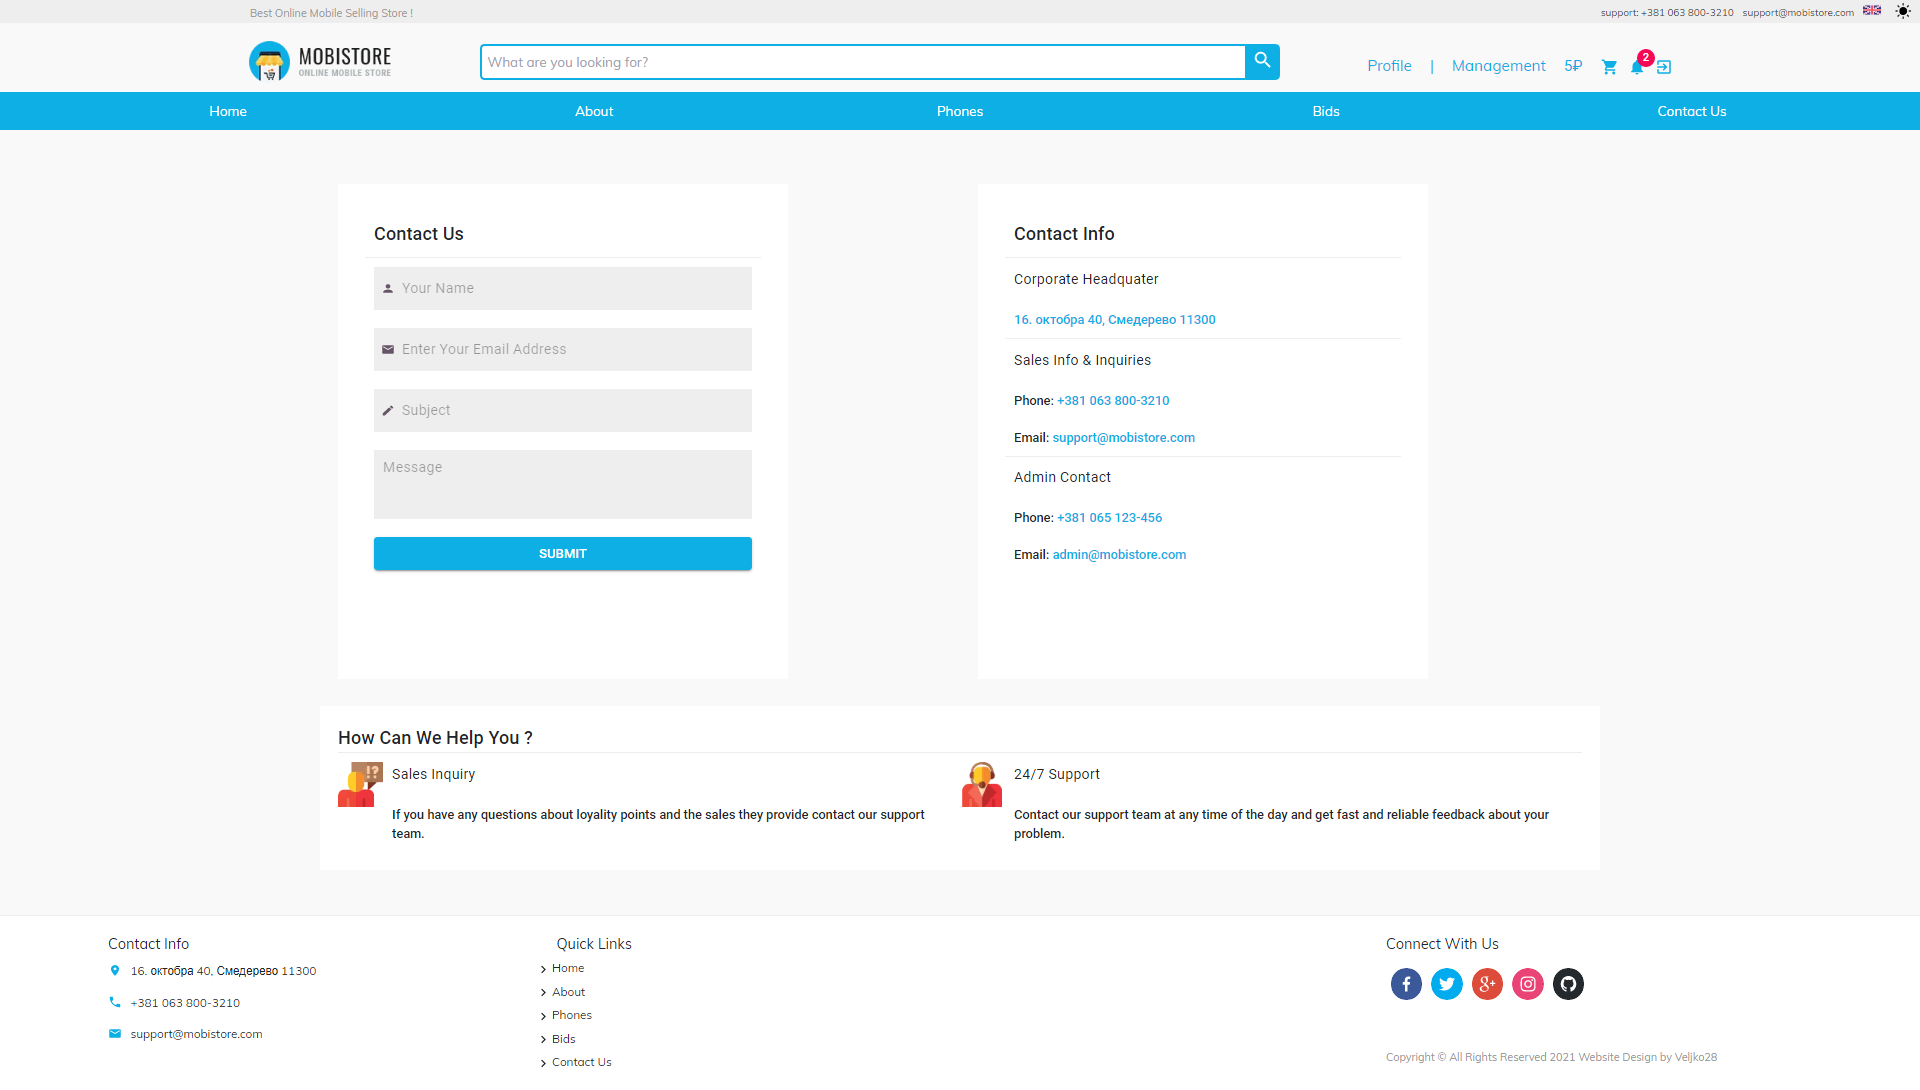 Best Online Mobile Selling Store !
support: +381 063 800-3210 support@mobistore.com
MOBISTORE
ONLINE MOBILE STORE
What are you looking for?
Profile | Management 5₽
2
Home About Phones Bids Contact Us
Contact Us
Your Name
Enter Your Email Address
Subject
Message
SUBMIT
Contact Info
Corporate Headquater
16. октобра 40, Смедерево 11300
Sales Info & Inquiries
Phone: +381 063 800-3210
Email: support@mobistore.com
Admin Contact
Phone: +381 065 123-456
Email: admin@mobistore.com
How Can We Help You ?
!?
Sales Inquiry
If you have any questions about loyality points and the sales they provide contact our support
team.
24/7 Support
Contact our support team at any time of the day and get fast and reliable feedback about your
problem.
Contact Info
16. октобра 40, Смедерево 11300
+381 063 800-3210
support@mobistore.com
Quick Links
Home
About
Phones
Bids
Contact Us
Connect With Us
Copyright © All Rights Reserved 2021 Website Design by Veljko28